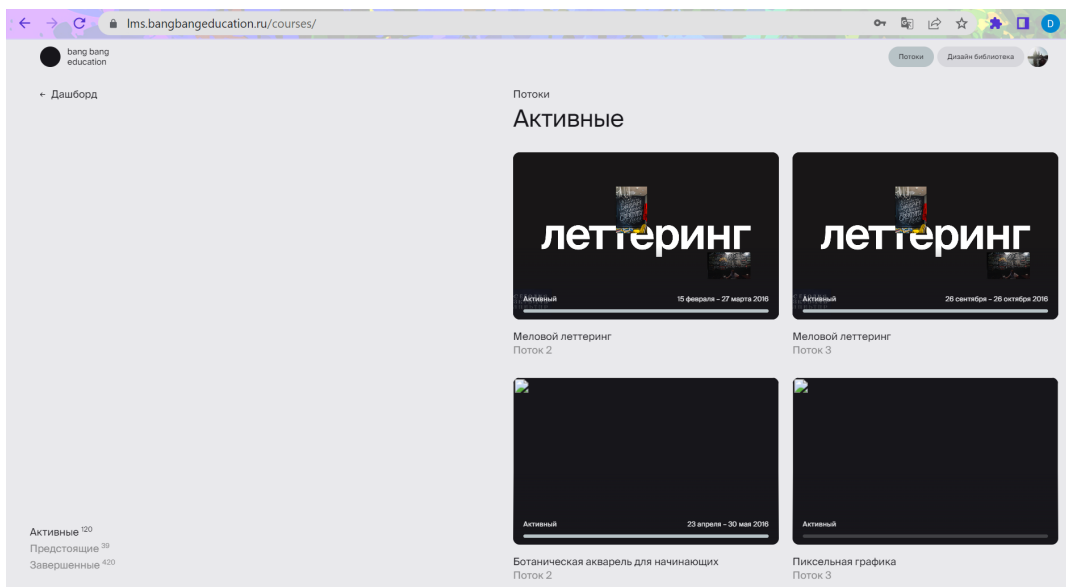 lms.bangbangeducation.ru/courses/
D
bang bang
education
Потоки
Дизайн библиотека
← Дашборд
Потоки
Активные
леттеринг
Активный
15 февраля – 27 марта 2016
Меловой леттеринг
Поток 2
леттеринг
Активный
26 сентября – 26 октября 2016
Меловой леттеринг
Поток 3
Активный
23 апреля – 30 мая 2016
Ботаническая акварель для начинающих
Поток 2
Активный
Пиксельная графика
Поток 3
Активные 120
Предстоящие 39
Завершенные 420